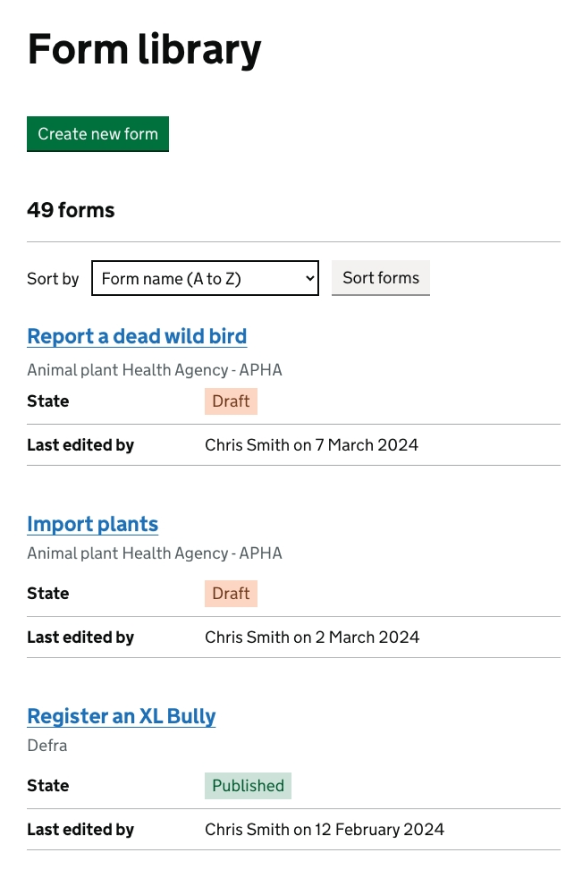 Form library
Create new form
49 forms
Sort by Form name (A to Z) Sort forms
Report a dead wild bird
Animal plant Health Agency - APHA
State Draft
Last edited by Chris Smith on 7 March 2024
Import plants
Animal plant Health Agency - APHA
State Draft
Last edited by Chris Smith on 2 March 2024
Register an XL Bully
Defra
State Published
Last edited by Chris Smith on 12 February 2024